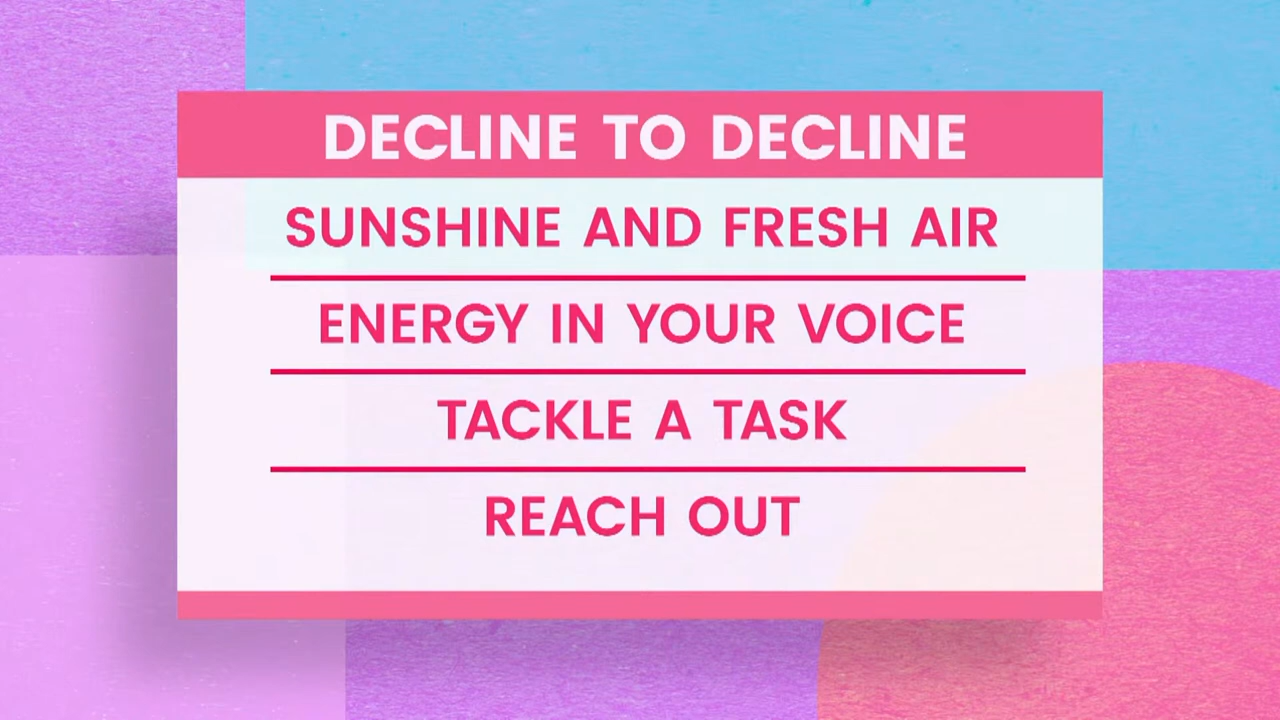 DECLINE TO DECLINE
SUNSHINE AND FRESH AIR
ENERGY IN YOUR VOICE
TACKLE A TASK
REACH OUT